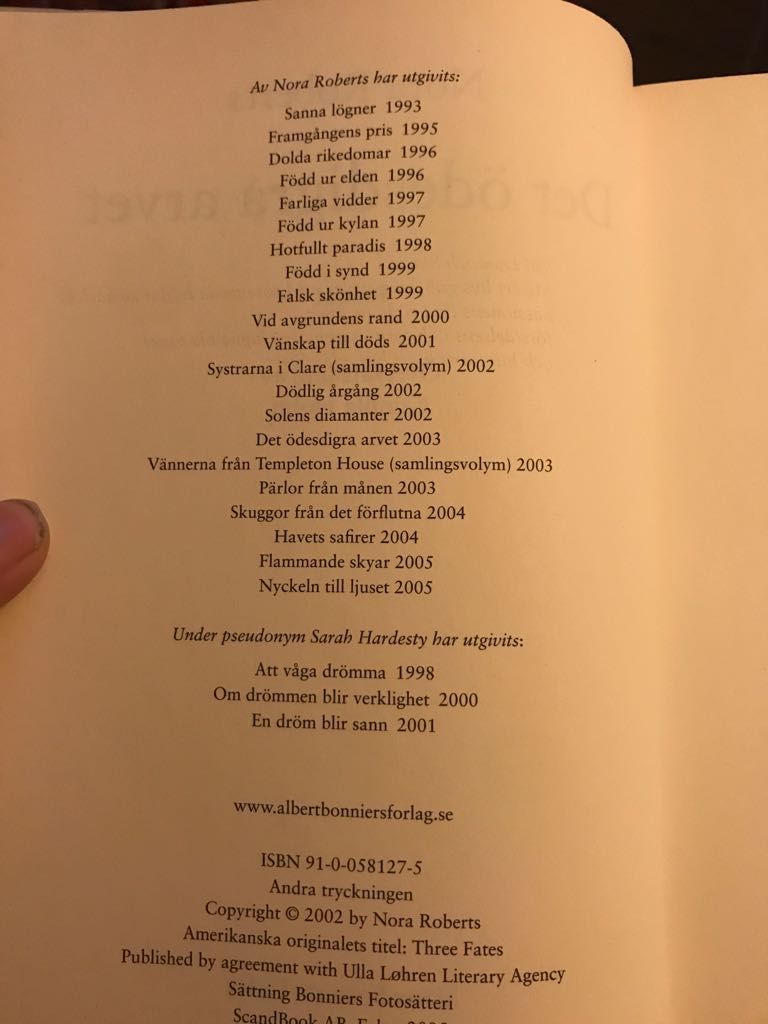 Av Nora Roberts har utgivits:
Sanna lögner 1993
Framgångens pris 1995
Dolda rikedomar 1996
Född ur elden 1996
Farliga vidder 1997
Född ur kylan 1997
Hotfullt paradis 1998
Född i synd 1999
Falsk skönhet 1999
Vid avgrundens rand 2000
Vänskap till döds 2001
Systrarna i Clare (samlingsvolym) 2002
Dödlig årgång 2002
Solens diamanter 2002
Det ödesdigra arvet 2003
Vännerna från Templeton House (samlingsvolym) 2003
Pärlor från månen 2003
Skuggor från det förflutna 2004
Havets safirer 2004
Flammande skyar 2005
Nyckeln till ljuset 2005
Under pseudonym Sarah Hardesty har utgivits:
Att våga drömma 1998
Om drömmen blir verklighet 2000
En dröm blir sann 2001
www.albertbonniersforlag.se
ISBN 91-0-058127-5
Andra tryckningen
Copyright © 2002 by Nora Roberts
Amerikanska originalets titel: Three Fates
Published by agreement with Ulla Løhren Literary Agency
Sättning Bonniers Fotosätteri
ScandBook AB,